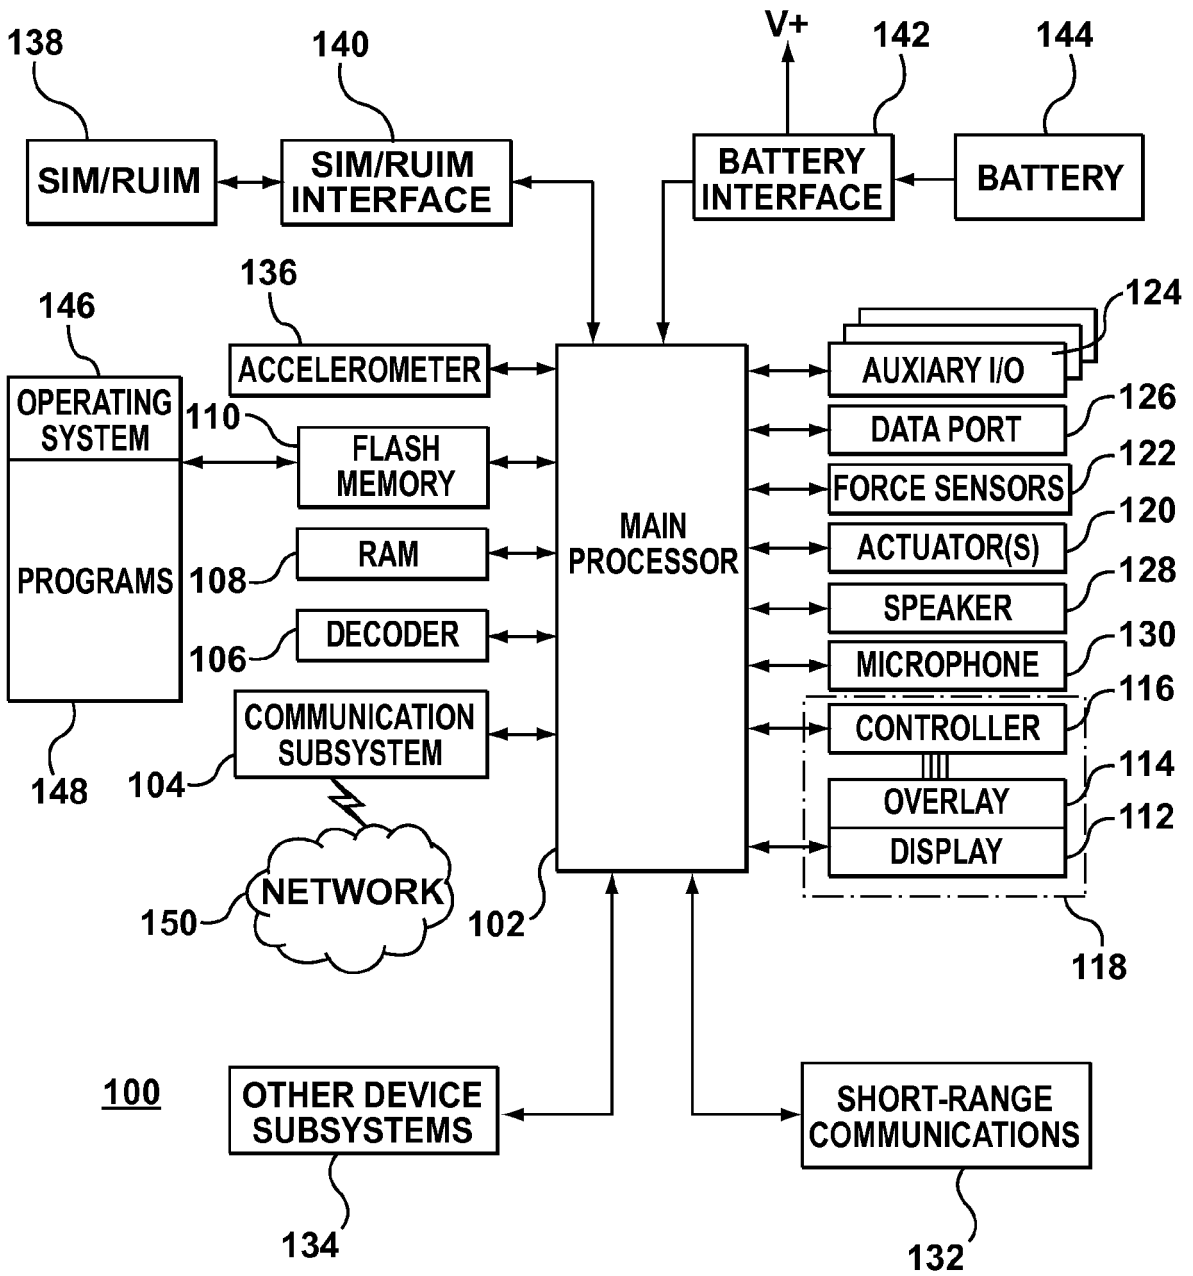 138
140
V+
142
144
SIM/RUIM
SIM/RUIM
INTERFACE
BATTERY
INTERFACE
BATTERY
136
146
124
ACCELEROMETER
AUXIARY I/O
OPERATING
SYSTEM
110
FLASH
MEMORY
DATA PORT
126
FORCE SENSORS
122
MAIN
PROCESSOR
RAM
108
ACTUATOR(S)
120
PROGRAMS
SPEAKER
128
DECODER
106
MICROPHONE
130
COMMUNICATION
SUBSYSTEM
104
148
CONTROLLER
116
OVERLAY
114
DISPLAY
112
NETWORK
150
102
118
100
OTHER DEVICE
SUBSYSTEMS
SHORT-RANGE
COMMUNICATIONS
134
132